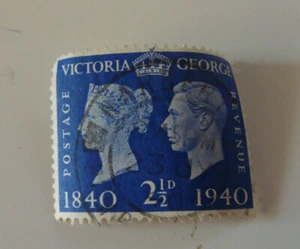 VICTORIA GEORGE
POSTAGE
REVENUE
1840 2½D 1940